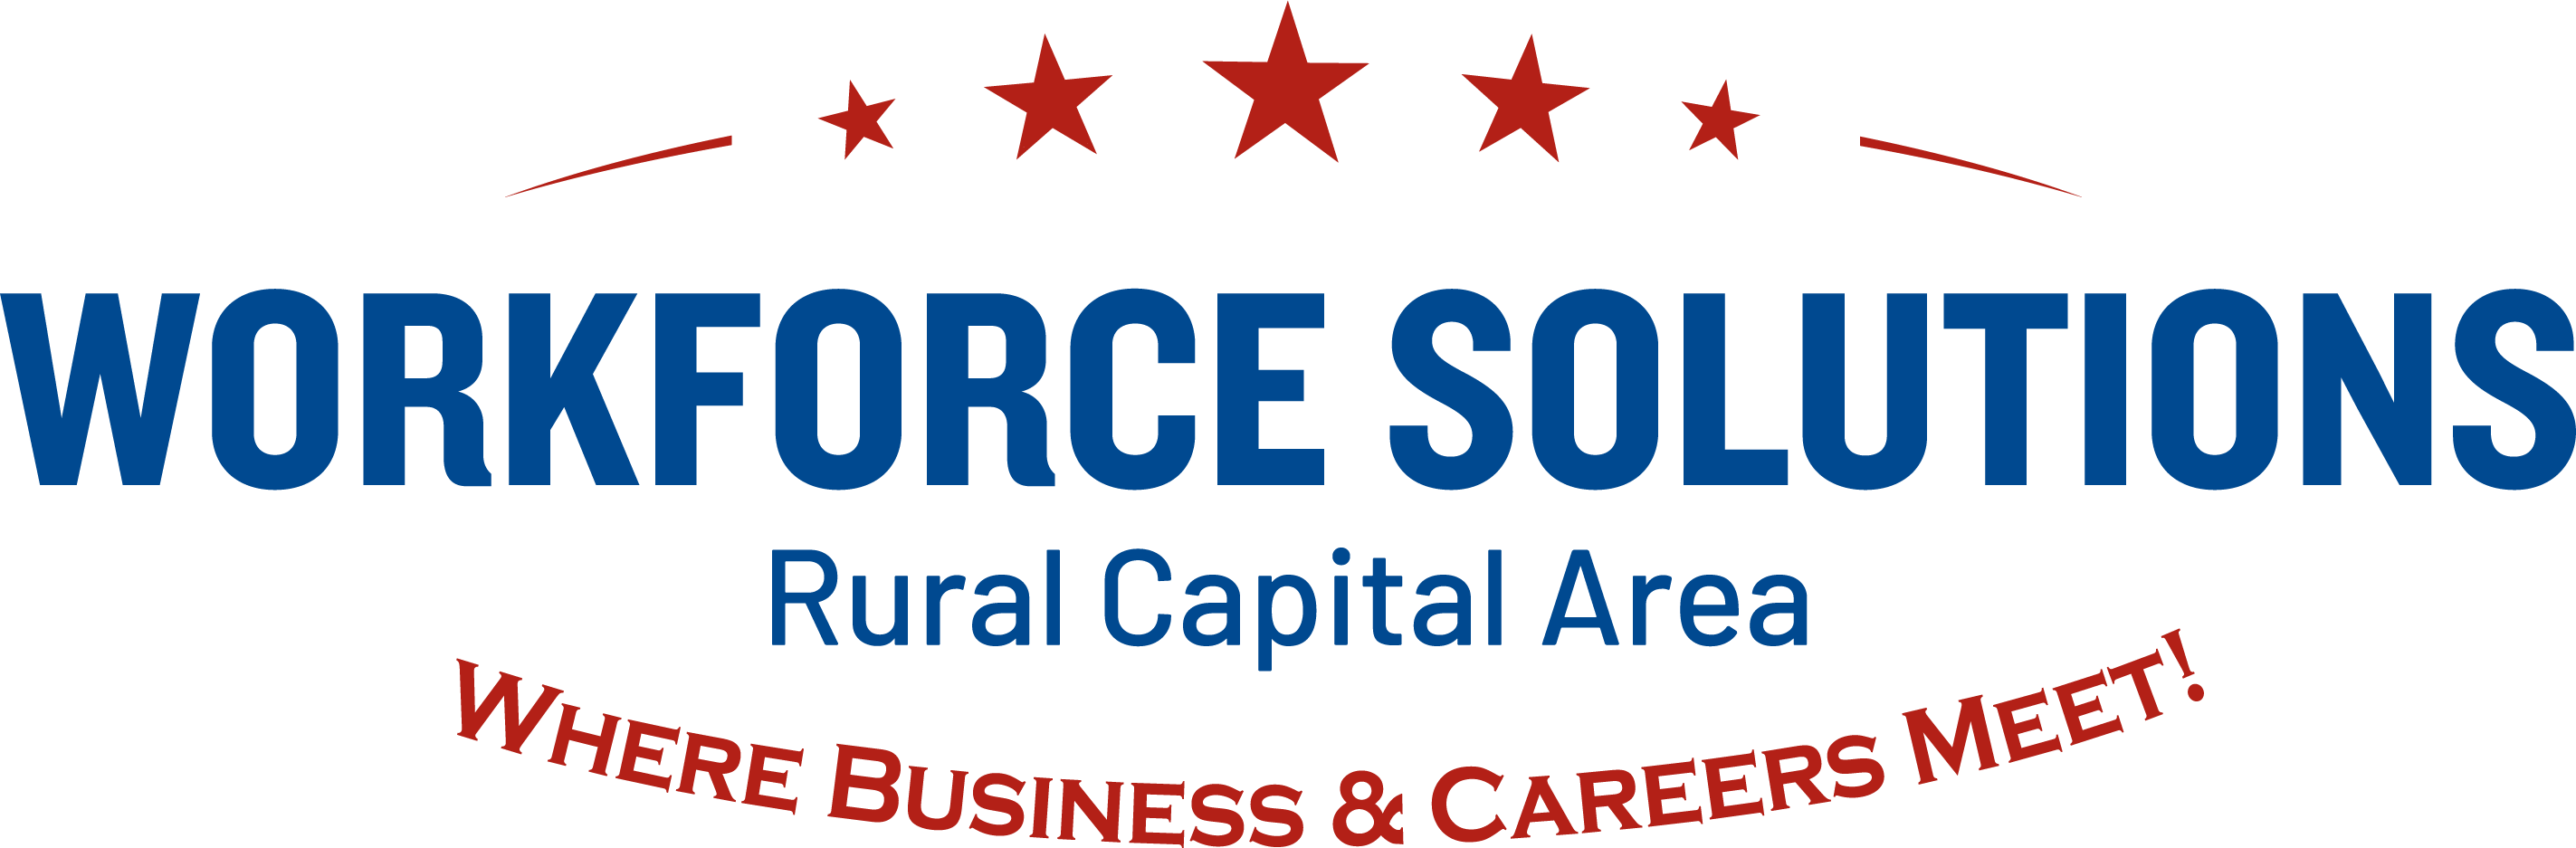 WORKFORCE SOLUTIONS
Rural Capital Area
WHERE BUSINESS & CAREERS MEET!